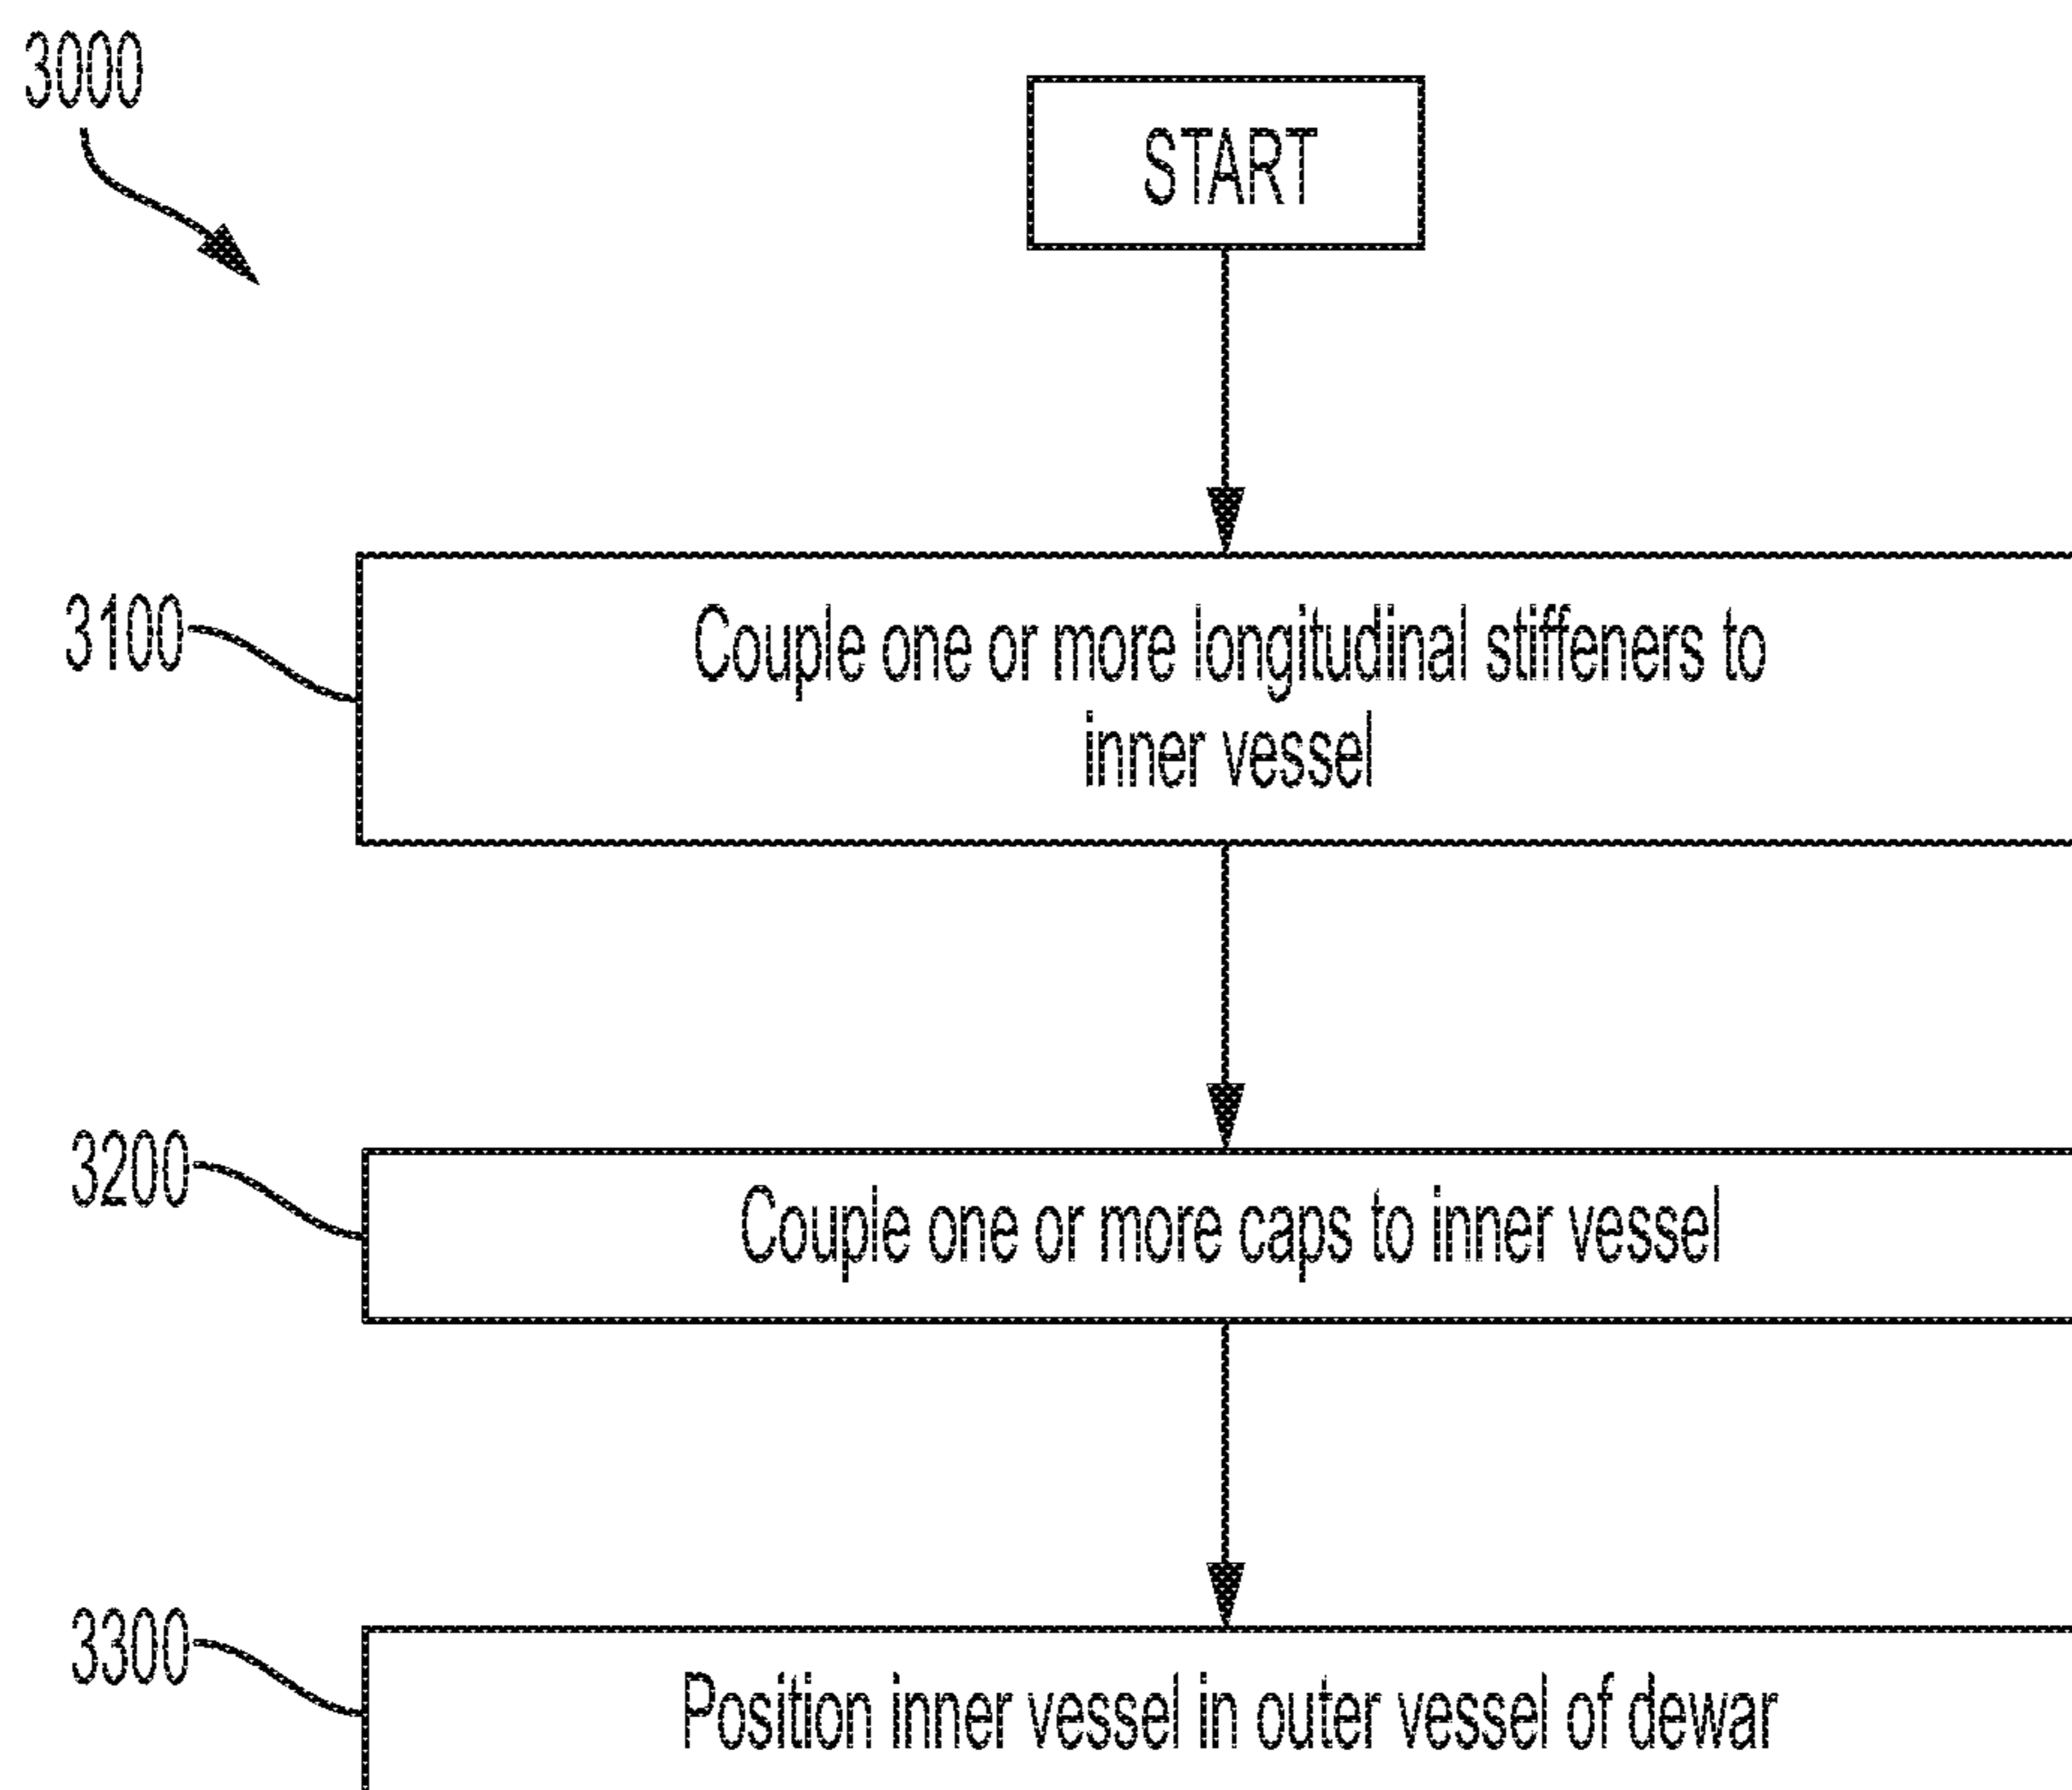 3000
START
3100
Couple one or more longitudinal stiffeners to
inner vessel
3200
Couple one or more caps to inner vessel
3300
Position inner vessel in outer vessel of dewar